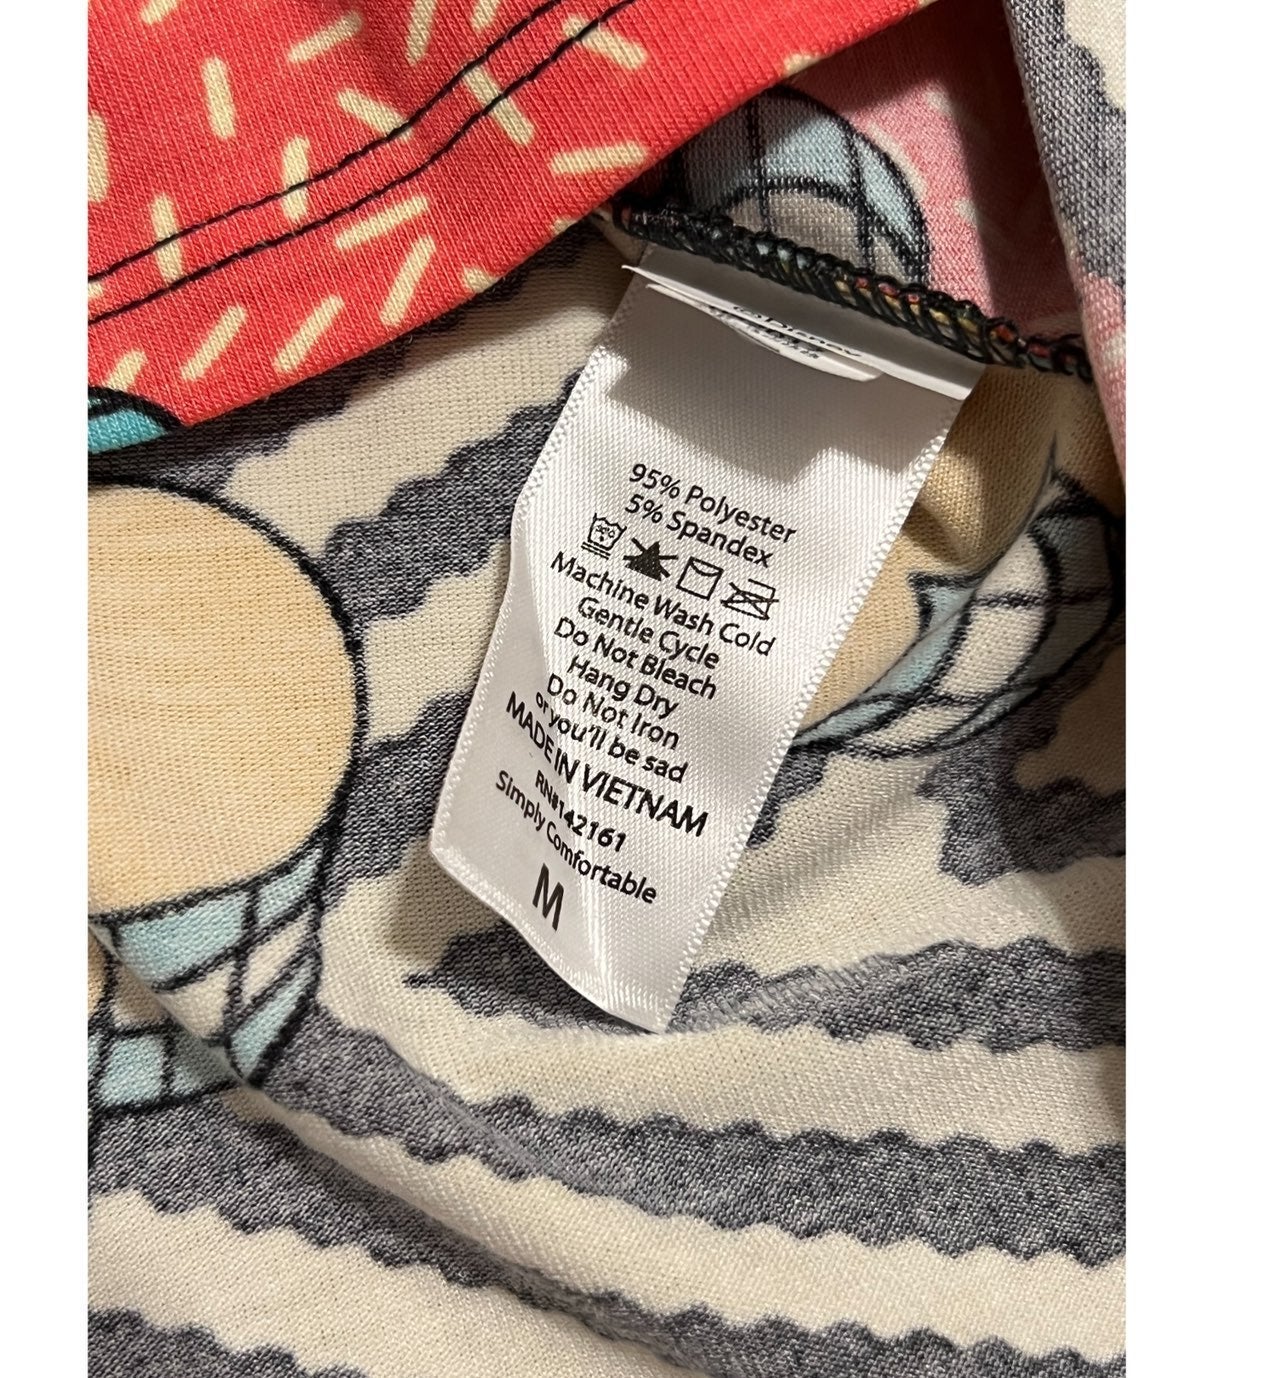 ©Disney
95% Polyester
5% Spandex
Machine Wash Cold
Gentle Cycle
Do Not Bleach
Hang Dry
Do Not Iron
or you'll be sad
MADE IN VIETNAM
RN#142161
Simply Comfortable
M